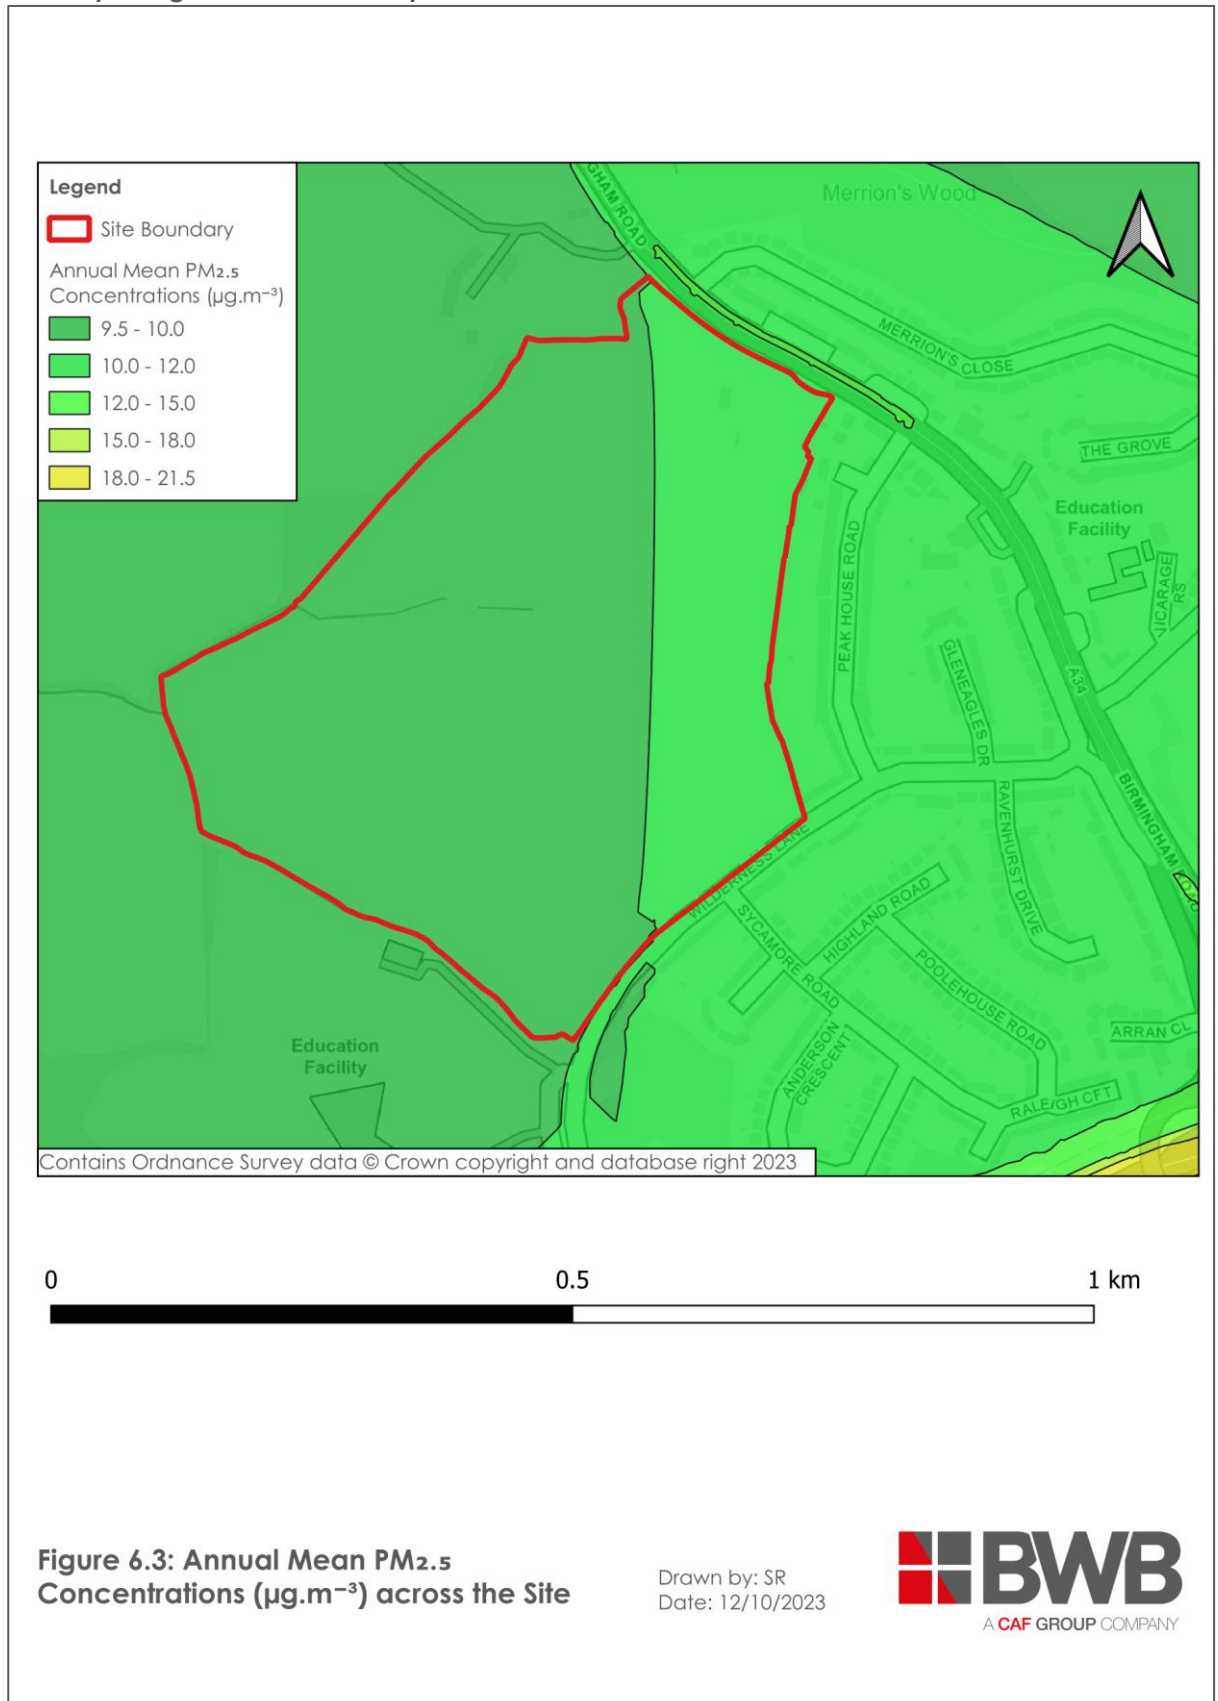 Legend
Site Boundary
Annual Mean PM₂.₅
Concentrations (µg.m⁻³)
9.5 - 10.0
10.0 - 12.0
12.0 - 15.0
15.0 - 18.0
18.0 - 21.5
GHAM ROAD
Merrion's Wood
MERRION'S CLOSE
THE GROVE
Education
Facility
VICARAGE
RS
PEAK HOUSE ROAD
GLENEAGLES DR
A34
BIRMINGHAM ROAD
RAVENHURST DRIVE
WILDERNESS LANE
SYCAMORE ROAD
HIGHLAND ROAD
POOLEHOUSE ROAD
ARRAN CL
ANDERSON
CRESCENT
RALEIGH CFT
Education
Facility
Contains Ordnance Survey data © Crown copyright and database right 2023
0 0.5 1 km
Figure 6.3: Annual Mean PM₂.₅
Concentrations (µg.m⁻³) across the Site
Drawn by: SR
Date: 12/10/2023
BWB
A CAF GROUP COMPANY